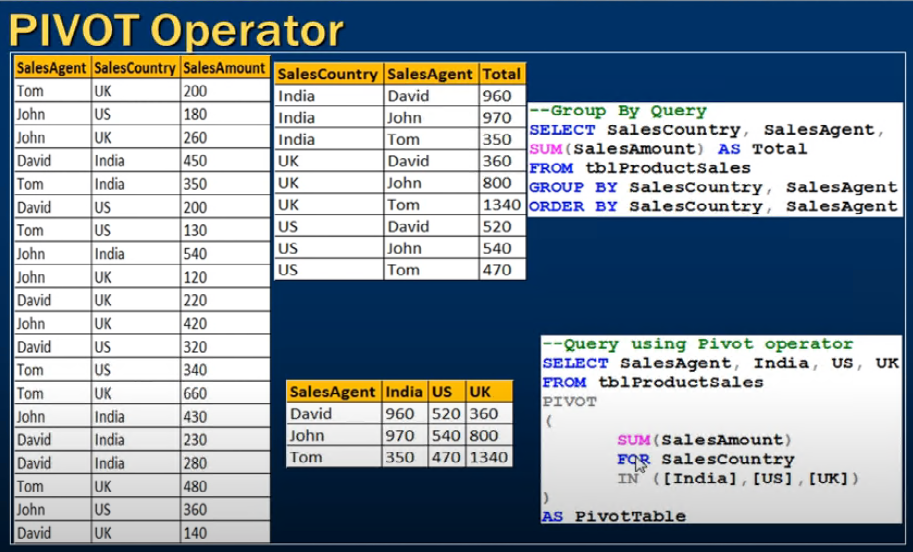 PIVOT Operator
SalesAgent SalesCountry SalesAmount
Tom UK 200
John US 180
John UK 260
David India 450
Tom India 350
David US 200
Tom US 130
John India 540
John UK 120
David UK 220
John UK 420
David US 320
Tom US 340
Tom UK 660
John India 430
David India 230
David India 280
Tom UK 480
John US 360
David UK 140
SalesCountry SalesAgent Total
India David 960
India John 970
India Tom 350
UK David 360
UK John 800
UK Tom 1340
US David 520
US John 540
US Tom 470
--Group By Query
SELECT SalesCountry, SalesAgent,
SUM(SalesAmount) AS Total
FROM tblProductSales
GROUP BY SalesCountry, SalesAgent
ORDER BY SalesCountry, SalesAgent
SalesAgent India US UK
David 960 520 360
John 970 540 800
Tom 350 470 1340
--Query using Pivot operator
SELECT SalesAgent, India, US, UK
FROM tblProductSales
PIVOT
(
SUM(SalesAmount)
FOR SalesCountry
IN ([India],[US],[UK])
)
AS PivotTable